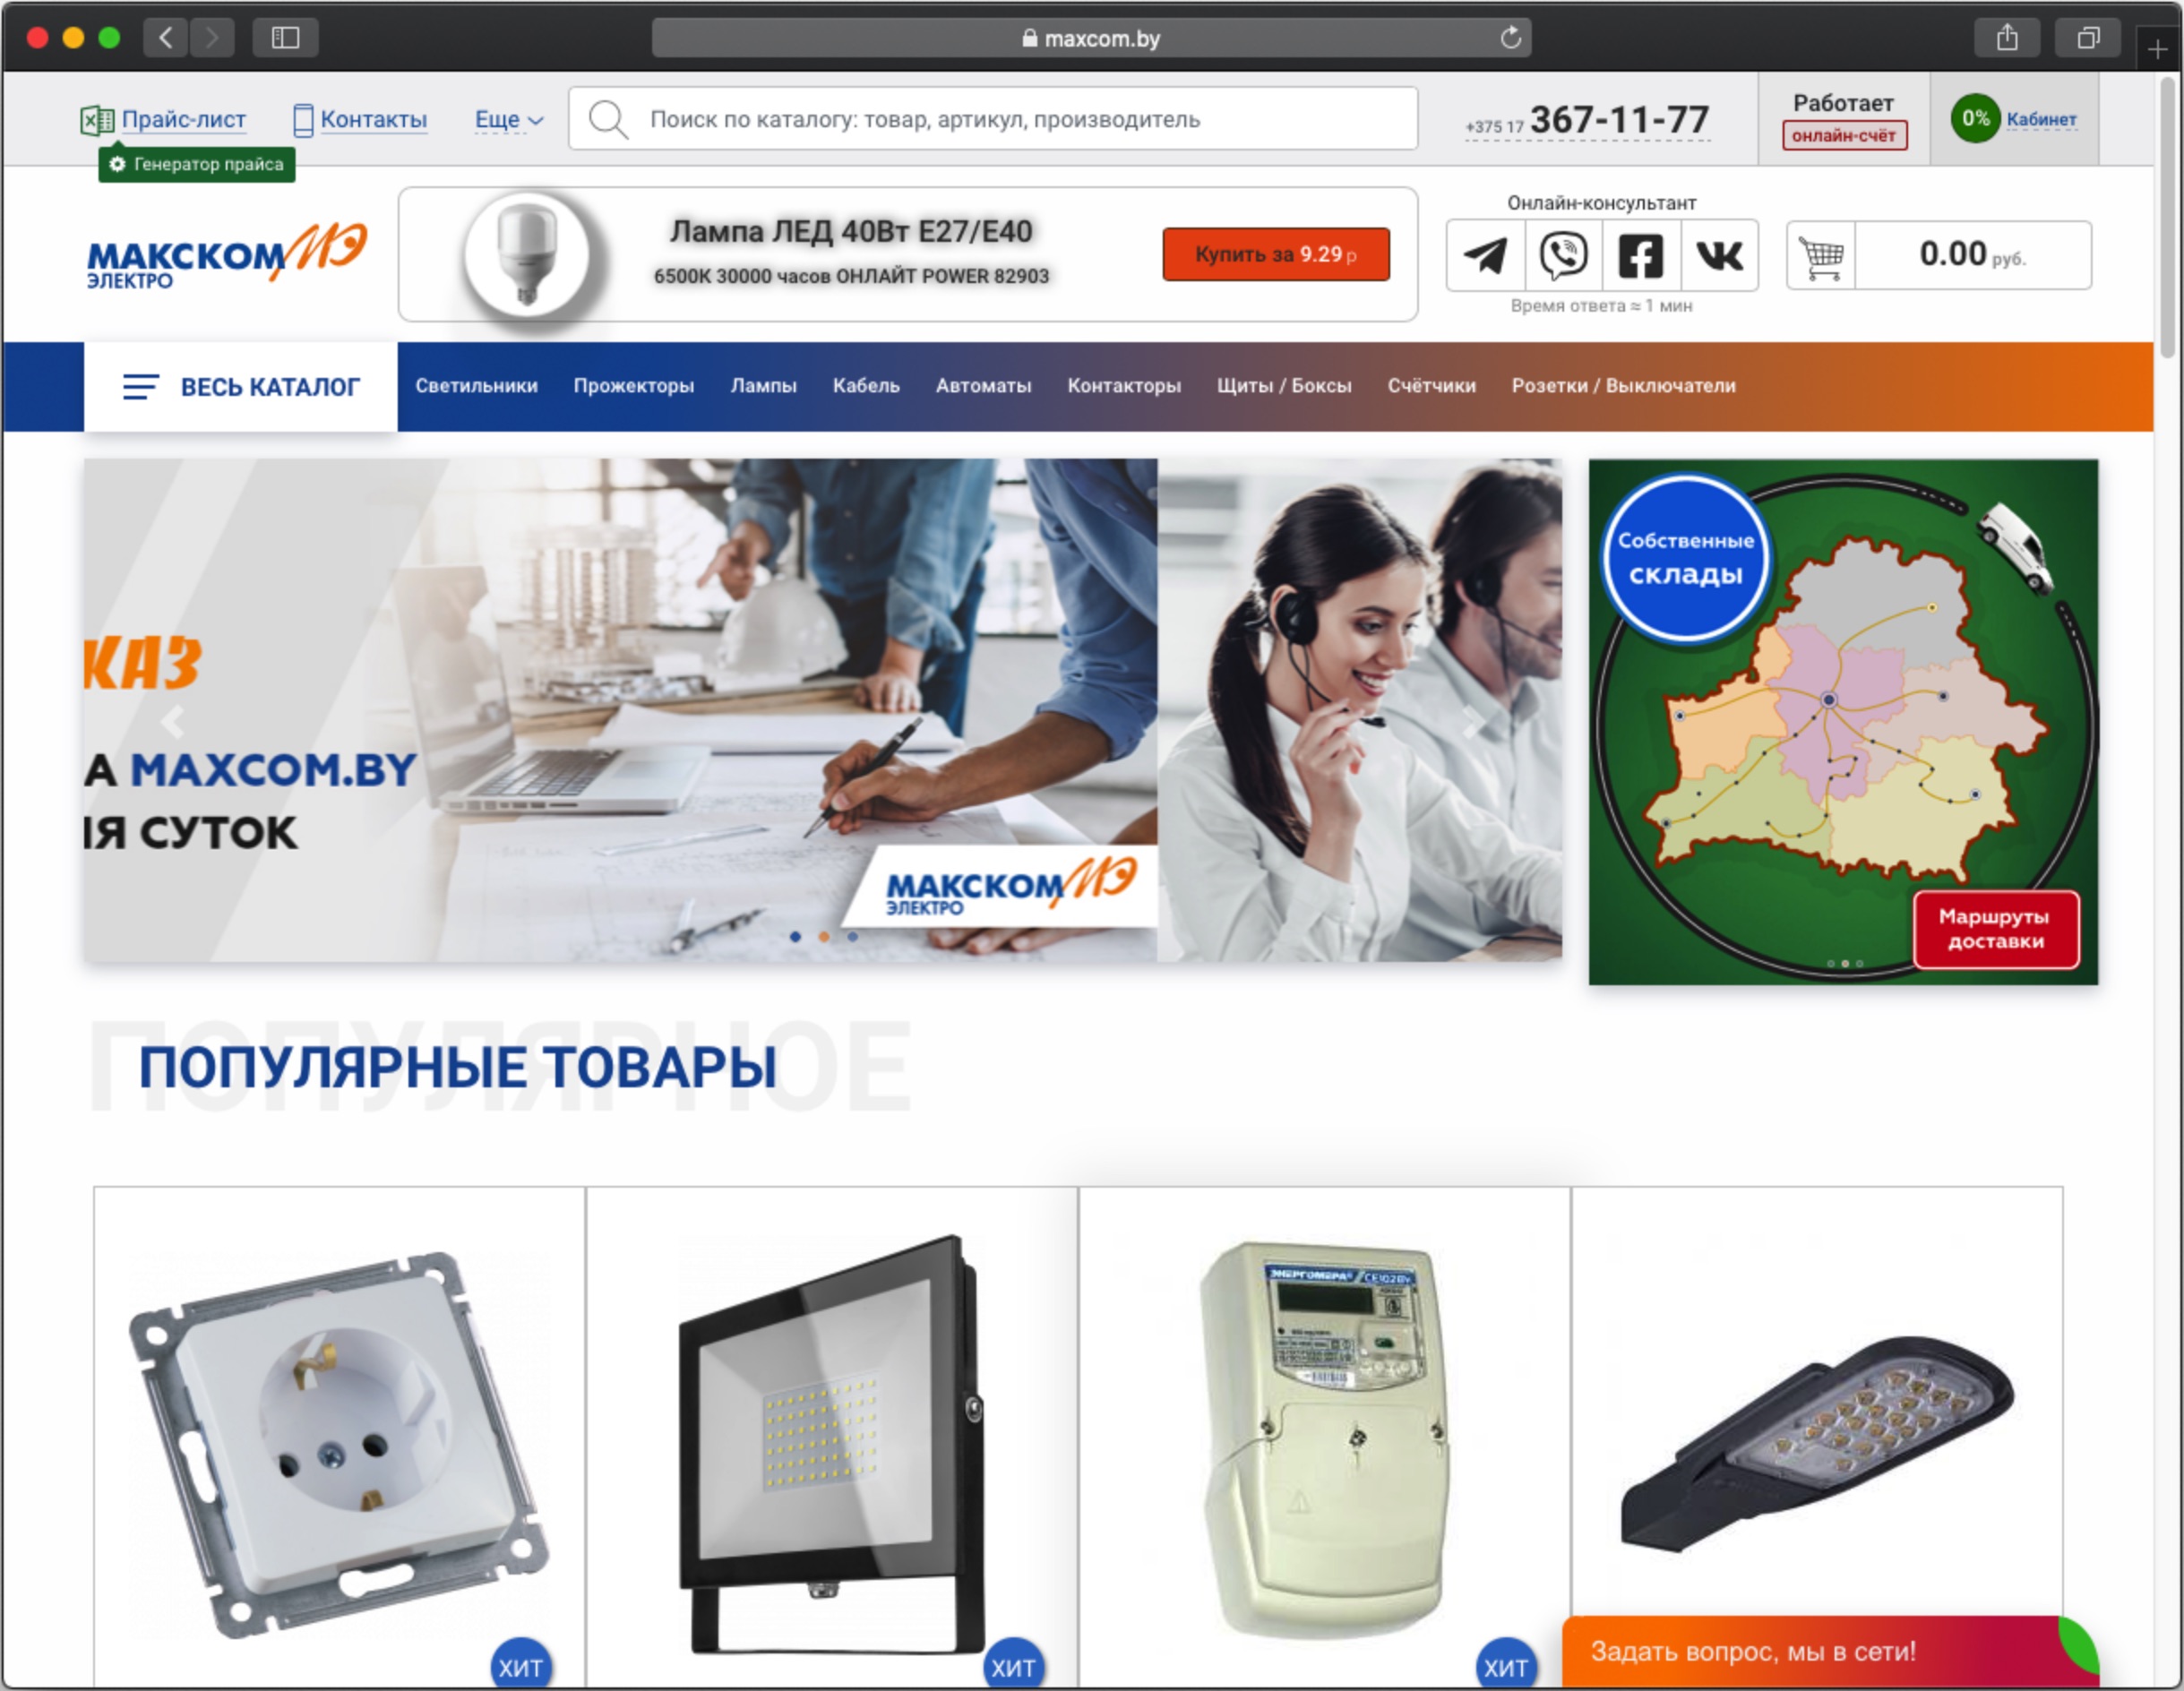 maxcom.by
Прайс-лист
Контакты
Еще
Поиск по каталогу: товар, артикул, производитель
+375 17 367-11-77
Работает
онлайн-счёт
0%
Кабинет
Генератор прайса
МАКСКОМ МЭ
ЭЛЕКТРО
Лампа ЛЕД 40Вт E27/E40
6500К 30000 часов ОНЛАЙТ POWER 82903
Купить за 9.29 р
Онлайн-консультант
Время ответа ≈ 1 мин
0.00 руб.
ВЕСЬ КАТАЛОГ
Светильники
Прожекторы
Лампы
Кабель
Автоматы
Контакторы
Щиты / Боксы
Счётчики
Розетки / Выключатели
КАЗ
А MAXCOM.BY
ІЯ СУТОК
МАКСКОМ МЭ
ЭЛЕКТРО
Собственные
склады
Маршруты
доставки
ПОПУЛЯРНОЕ
ПОПУЛЯРНЫЕ ТОВАРЫ
ЭНЕРГОМЕРА CE102BY
ХИТ
ХИТ
ХИТ
Задать вопрос, мы в сети!